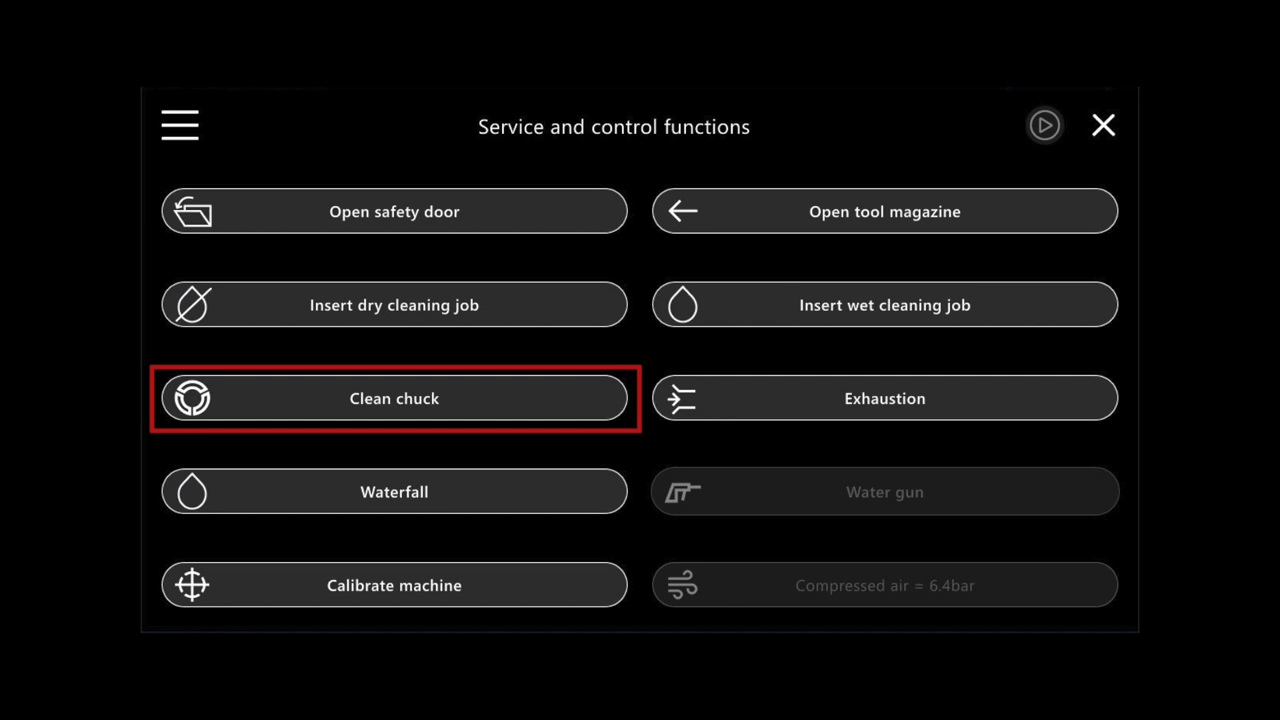 Service and control functions
Open safety door
Open tool magazine
Insert dry cleaning job
Insert wet cleaning job
Clean chuck
Exhaustion
Waterfall
Water gun
Calibrate machine
Compressed air = 6.4bar